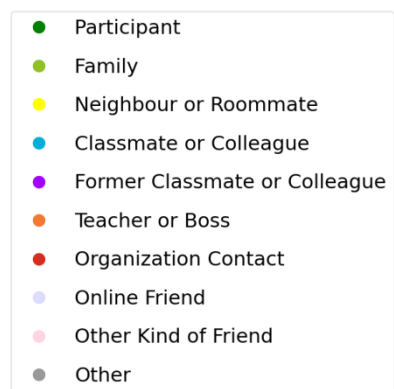 Participant
Family
Neighbour or Roommate
Classmate or Colleague
Former Classmate or Colleague
Teacher or Boss
Organization Contact
Online Friend
Other Kind of Friend
Other